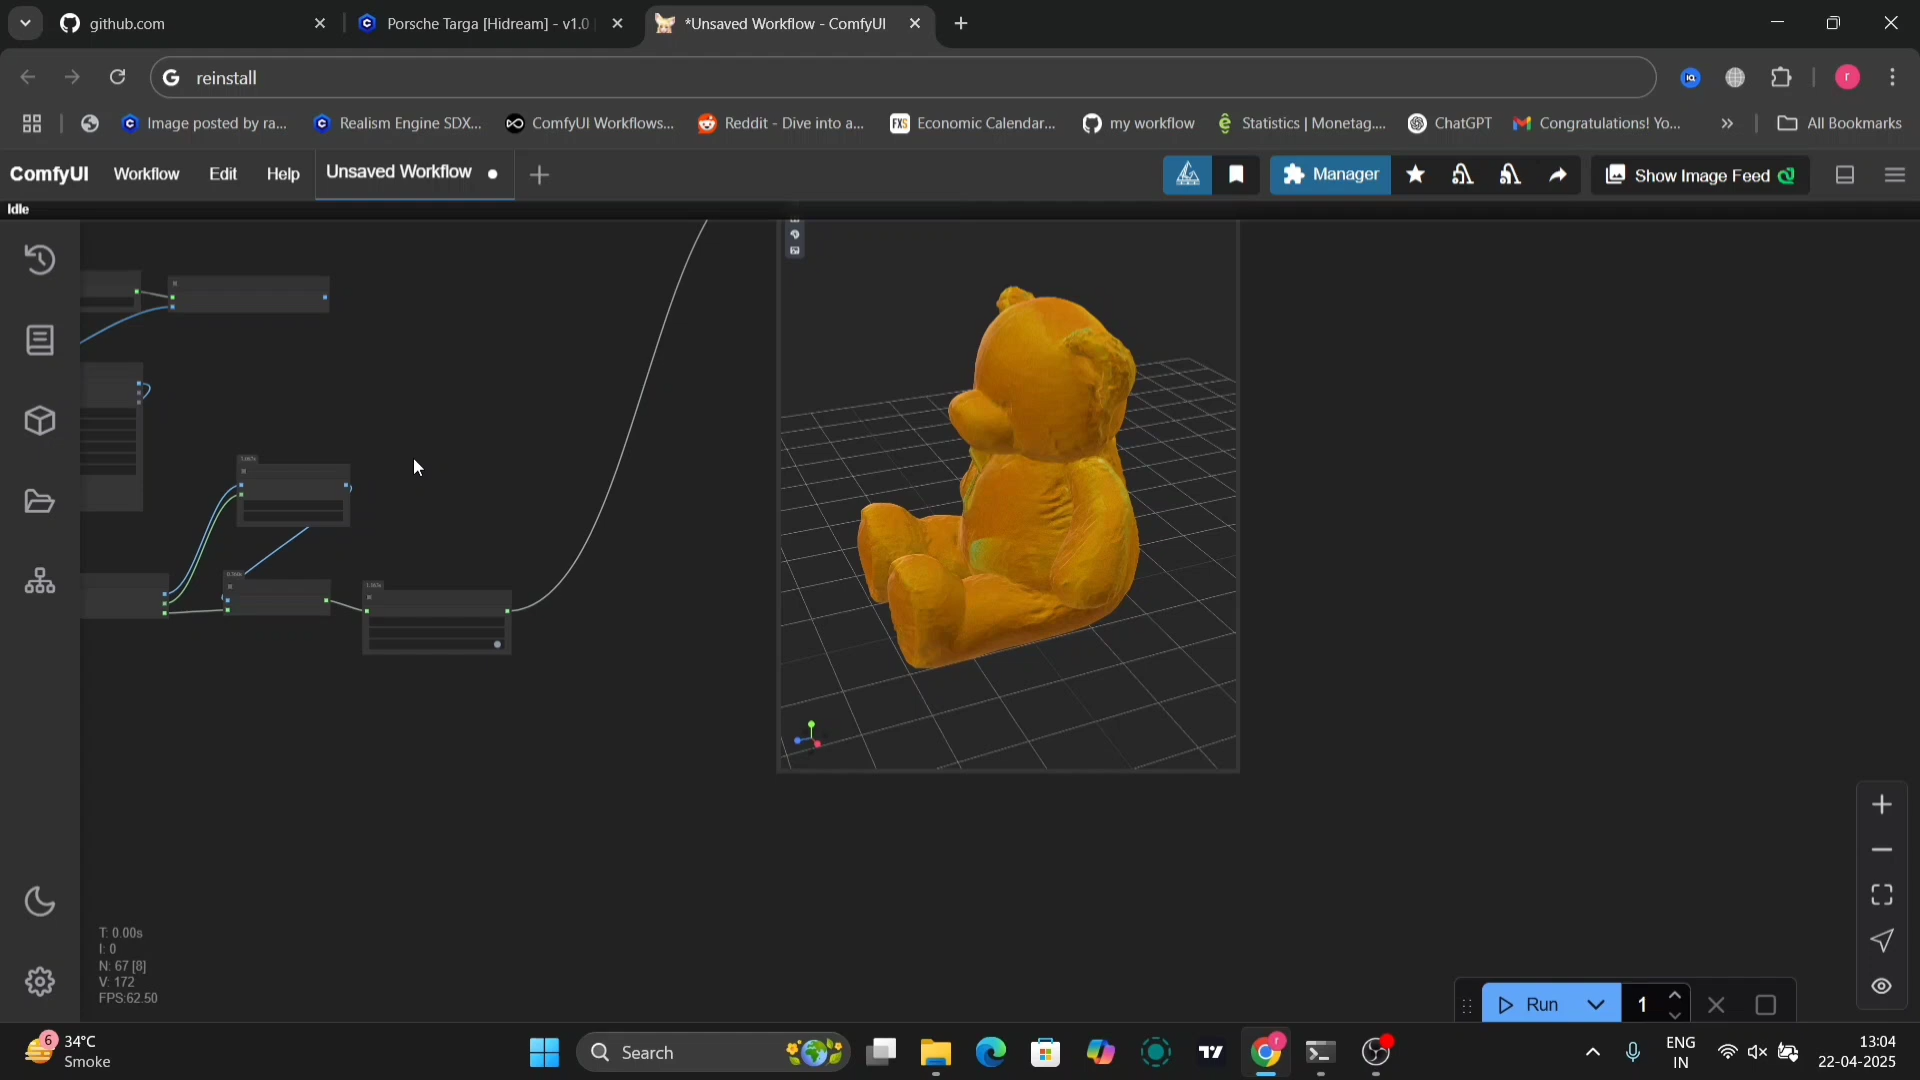 github.com
Porsche Targa [Hidream] - v1.0
*Unsaved Workflow - ComfyUI
reinstall
Image posted by ra...
Realism Engine SDX...
ComfyUI Workflows...
Reddit - Dive into a...
Economic Calendar...
my workflow
Statistics | Monetag....
ChatGPT
Congratulations! Yo...
All Bookmarks
ComfyUI
Workflow
Edit
Help
Unsaved Workflow
Manager
Show Image Feed
Idle
T: 0.00s
I: 0
N: 67 [8]
V: 172
FPS:62.50
Run
1
6
34°C
Smoke
Search
ENG
IN
13:04
22-04-2025